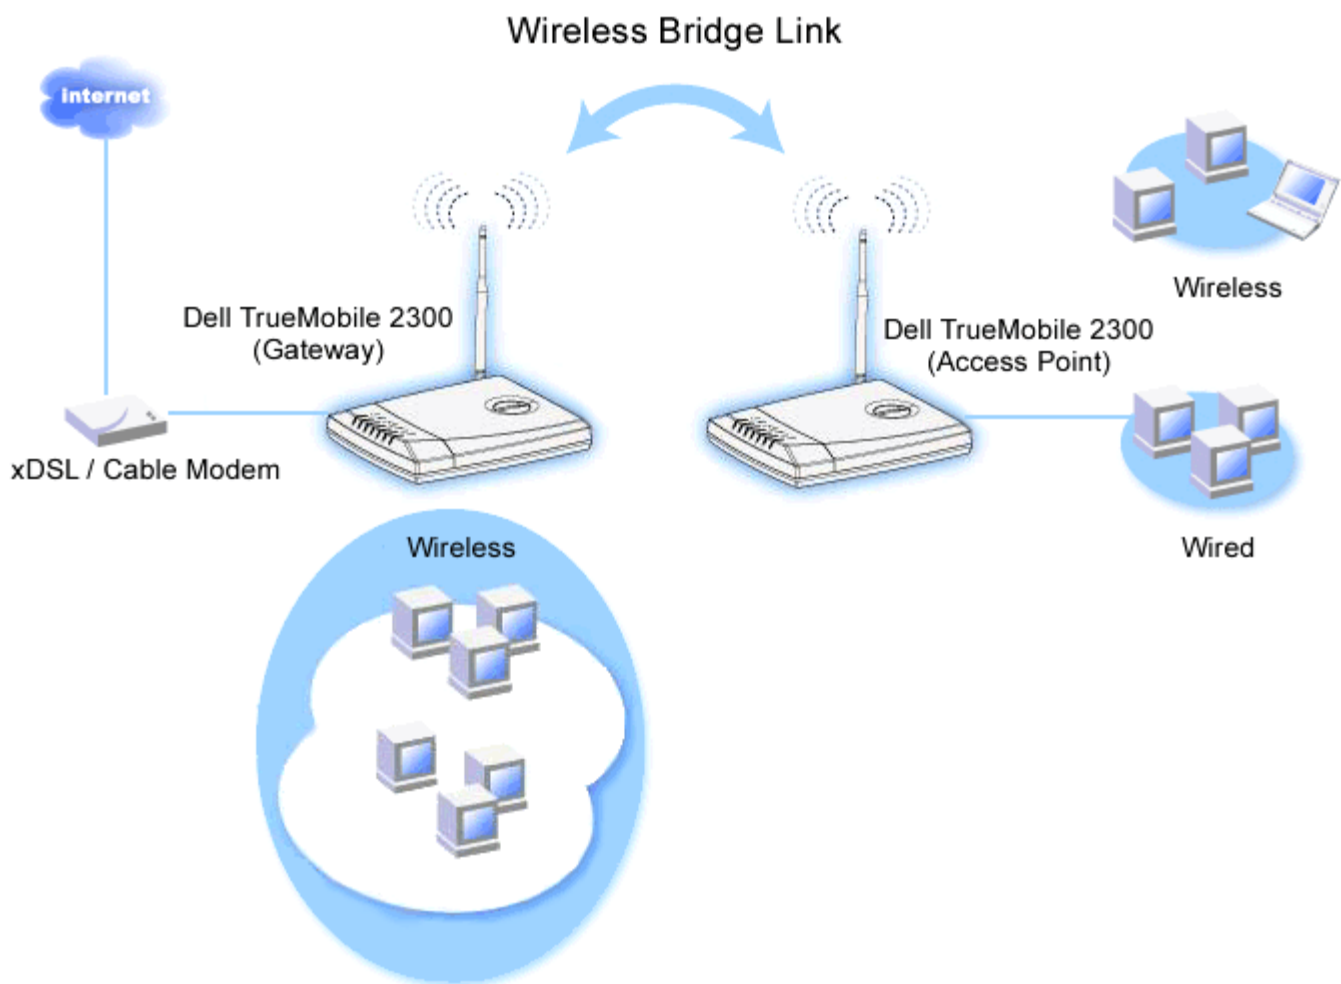 Wireless Bridge Link
internet
Wireless
Dell TrueMobile 2300
(Gateway)
Dell TrueMobile 2300
(Access Point)
xDSL / Cable Modem
Wireless
Wired